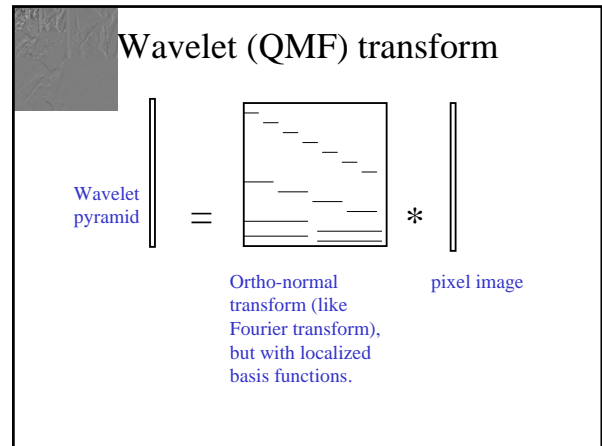 Wavelet (QMF) transform
Wavelet
pyramid
=
*
Ortho-normal
transform (like
Fourier transform),
but with localized
basis functions.
pixel image